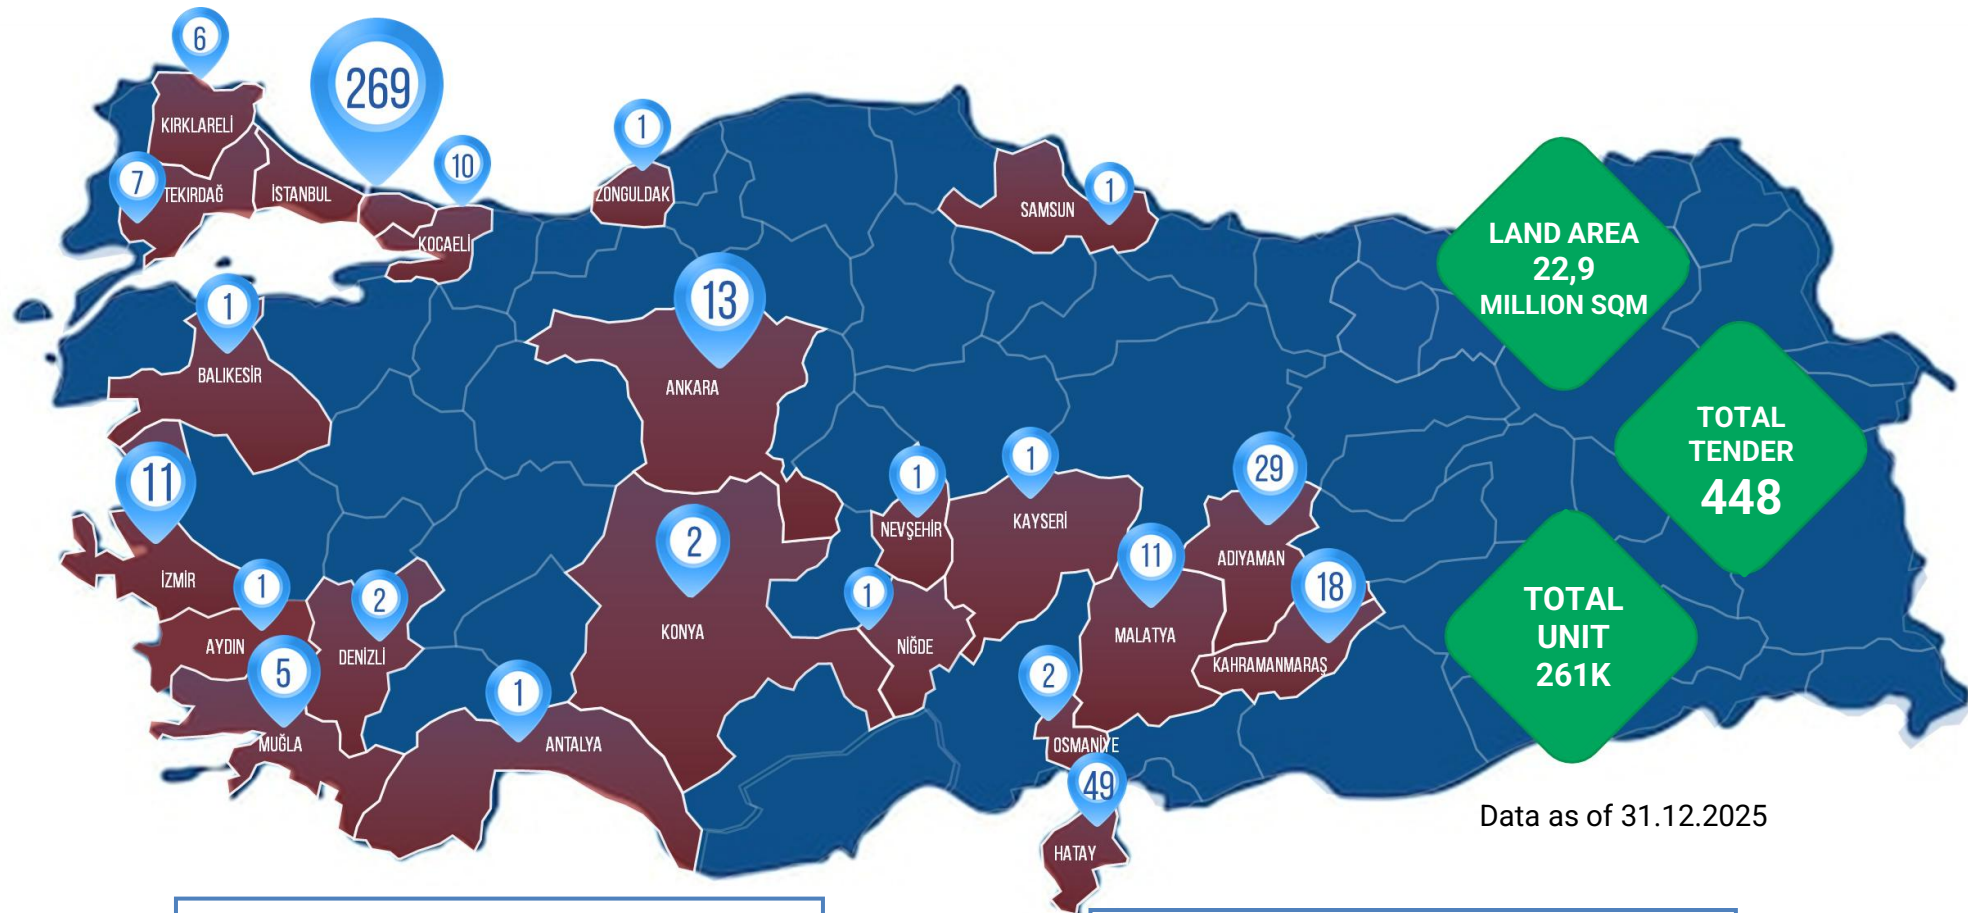 6
269
KIRKLARELİ
1
10
7
TEKİRDAĞ
İSTANBUL
ZONGULDAK
1
SAMSUN
KOCAELİ
LAND AREA
22,9
MILLION SQM
1
13
BALIKESİR
ANKARA
TOTAL
TENDER
448
11
1
1
29
NEVŞEHİR
KAYSERİ
2
11
ADIYAMAN
İZMİR
1
2
1
18
TOTAL
UNIT
261K
AYDIN
DENİZLİ
KONYA
NİĞDE
MALATYA
KAHRAMANMARAŞ
5
1
2
MUĞLA
ANTALYA
OSMANİYE
49
HATAY
Data as of 31.12.2025